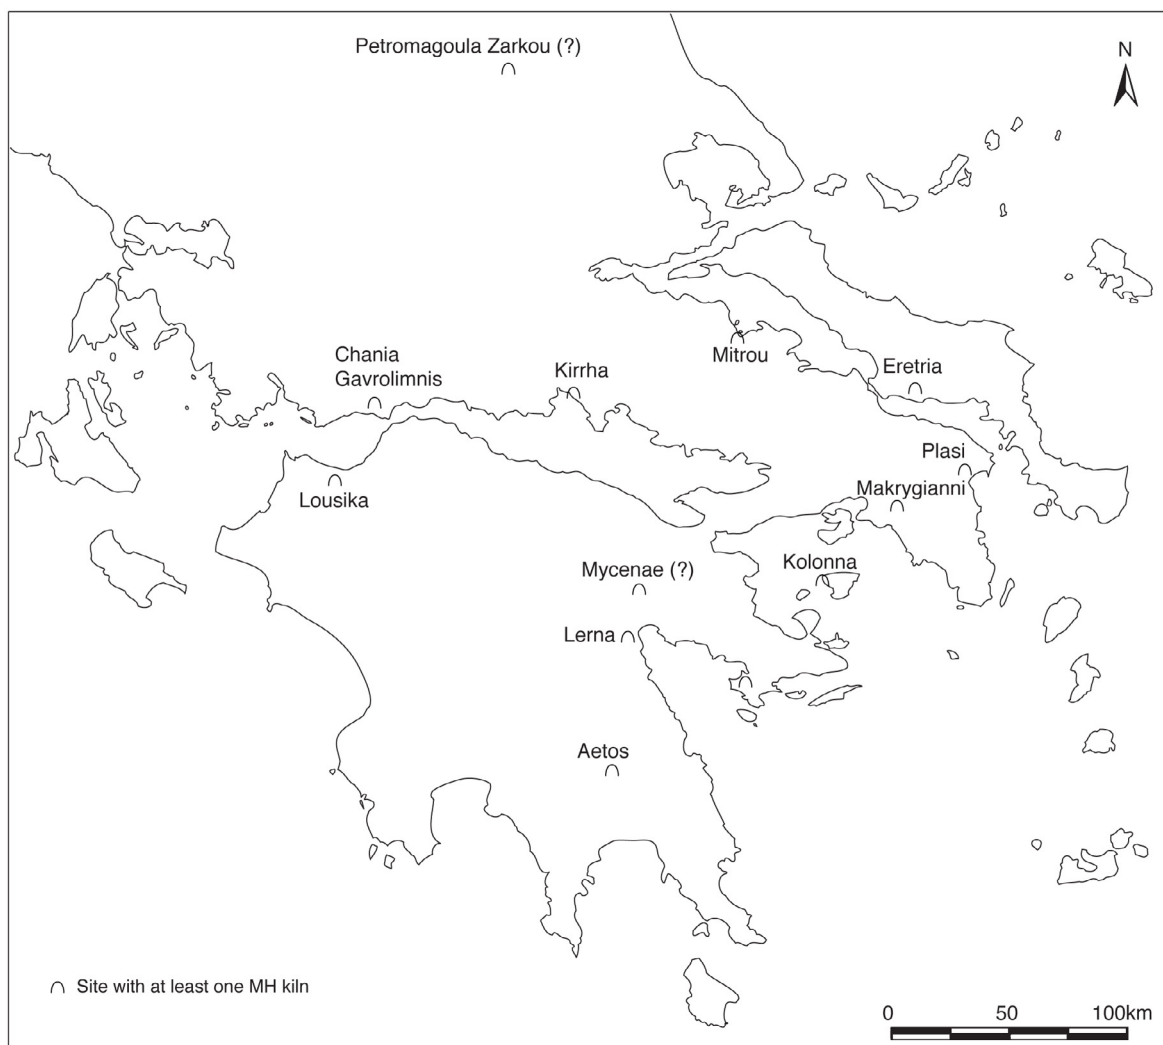 Petromagoula Zarkou (?)
N
Chania
Gavrolimnis
Kirrha
Mitrou
Eretria
Lousika
Plasi
Makrygianni
Mycenae (?)
Kolonna
Lerna
Aetos
Site with at least one MH kiln
0 50 100km